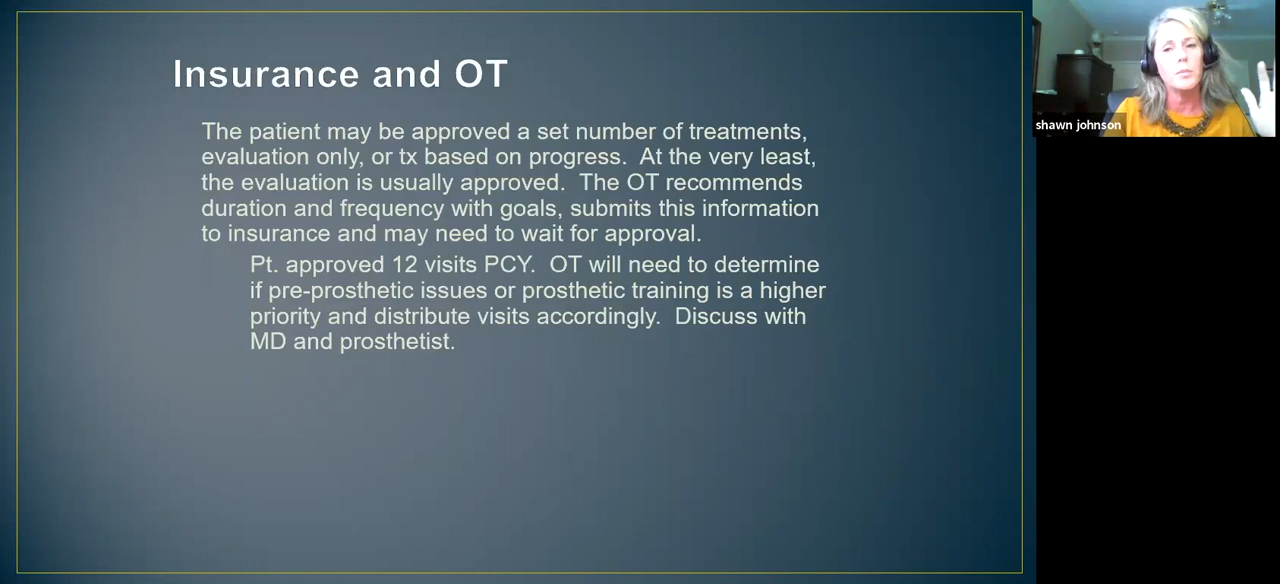 Insurance and OT
The patient may be approved a set number of treatments,
evaluation only, or tx based on progress.  At the very least,
the evaluation is usually approved.  The OT recommends
duration and frequency with goals, submits this information
to insurance and may need to wait for approval.
Pt. approved 12 visits PCY.  OT will need to determine
if pre-prosthetic issues or prosthetic training is a higher
priority and distribute visits accordingly.  Discuss with
MD and prosthetist.
shawn johnson